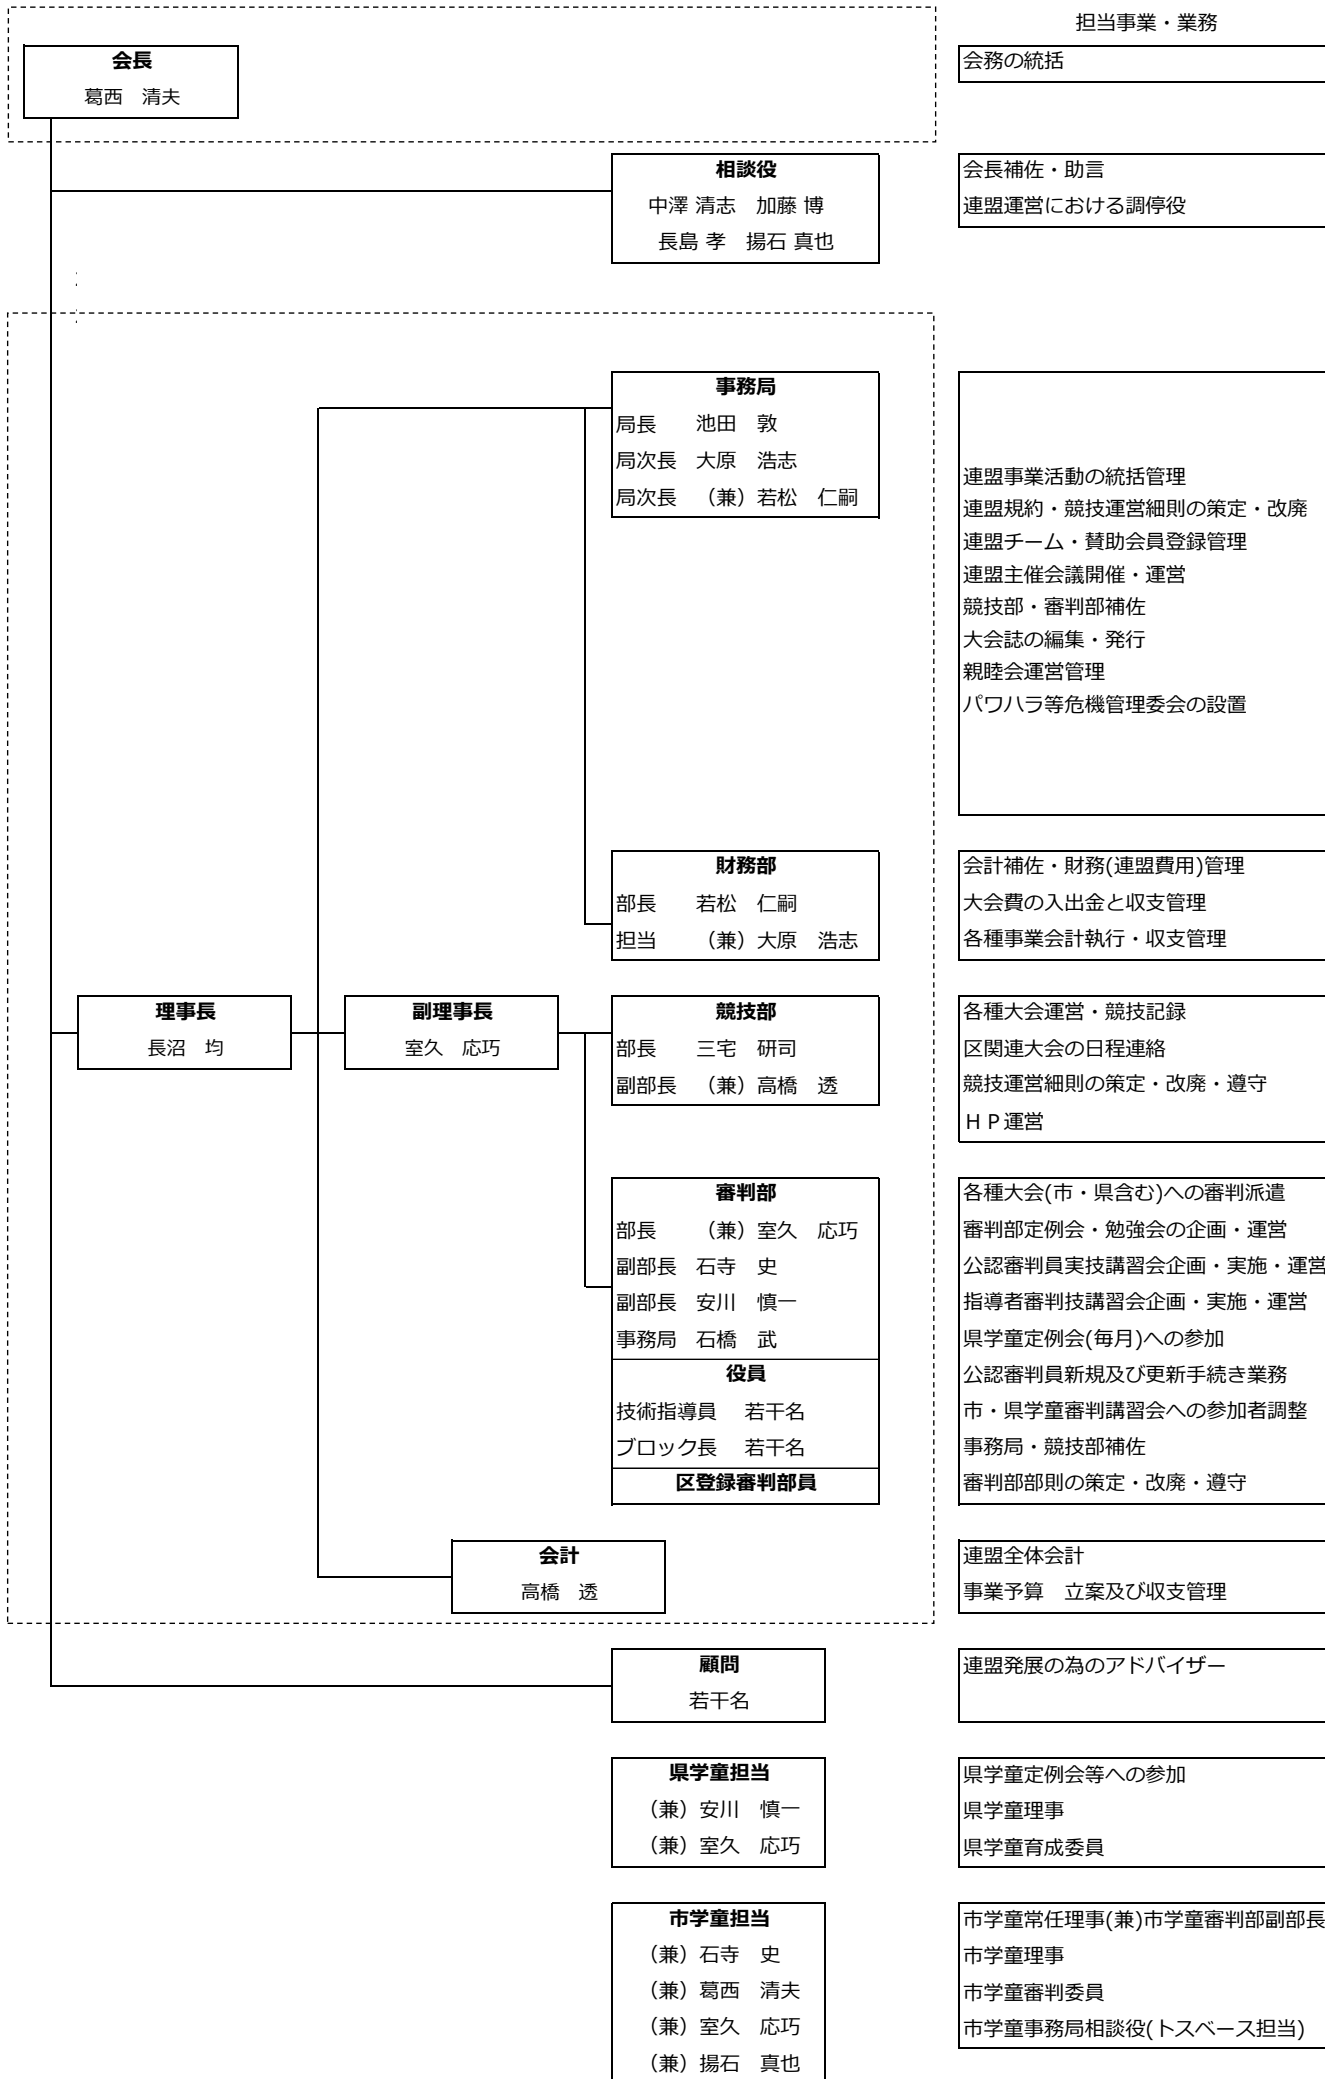 担当事業・業務
会長
葛西　清夫
会務の統括
相談役
中澤 清志　加藤 博
長島 孝　揚石 真也
会長補佐・助言
連盟運営における調停役
事務局
局長　　池田　敦
局次長　大原　浩志
局次長　（兼）若松　仁嗣
連盟事業活動の統括管理
連盟規約・競技運営細則の策定・改廃
連盟チーム・賛助会員登録管理
連盟主催会議開催・運営
競技部・審判部補佐
大会誌の編集・発行
親睦会運営管理
パワハラ等危機管理委会の設置
財務部
部長　　若松　仁嗣
担当　　（兼）大原　浩志
会計補佐・財務(連盟費用)管理
大会費の入出金と収支管理
各種事業会計執行・収支管理
理事長
長沼　均
副理事長
室久　応巧
競技部
部長　　三宅　研司
副部長　（兼）高橋　透
各種大会運営・競技記録
区関連大会の日程連絡
競技運営細則の策定・改廃・遵守
ＨＰ運営
審判部
部長　　（兼）室久　応巧
副部長　石寺　史
副部長　安川　慎一
事務局　石橋　武
役員
技術指導員　若干名
ブロック長　若干名
区登録審判部員
各種大会(市・県含む)への審判派遣
審判部定例会・勉強会の企画・運営
公認審判員実技講習会企画・実施・運営
指導者審判技講習会企画・実施・運営
県学童定例会(毎月)への参加
公認審判員新規及び更新手続き業務
市・県学童審判講習会への参加者調整
事務局・競技部補佐
審判部部則の策定・改廃・遵守
会計
高橋　透
連盟全体会計
事業予算　立案及び収支管理
顧問
若干名
連盟発展の為のアドバイザー
県学童担当
（兼）安川　慎一
（兼）室久　応巧
県学童定例会等への参加
県学童理事
県学童育成委員
市学童担当
（兼）石寺　史
（兼）葛西　清夫
（兼）室久　応巧
（兼）揚石　真也
市学童常任理事(兼)市学童審判部副部長
市学童理事
市学童審判委員
市学童事務局相談役(トスベース担当)